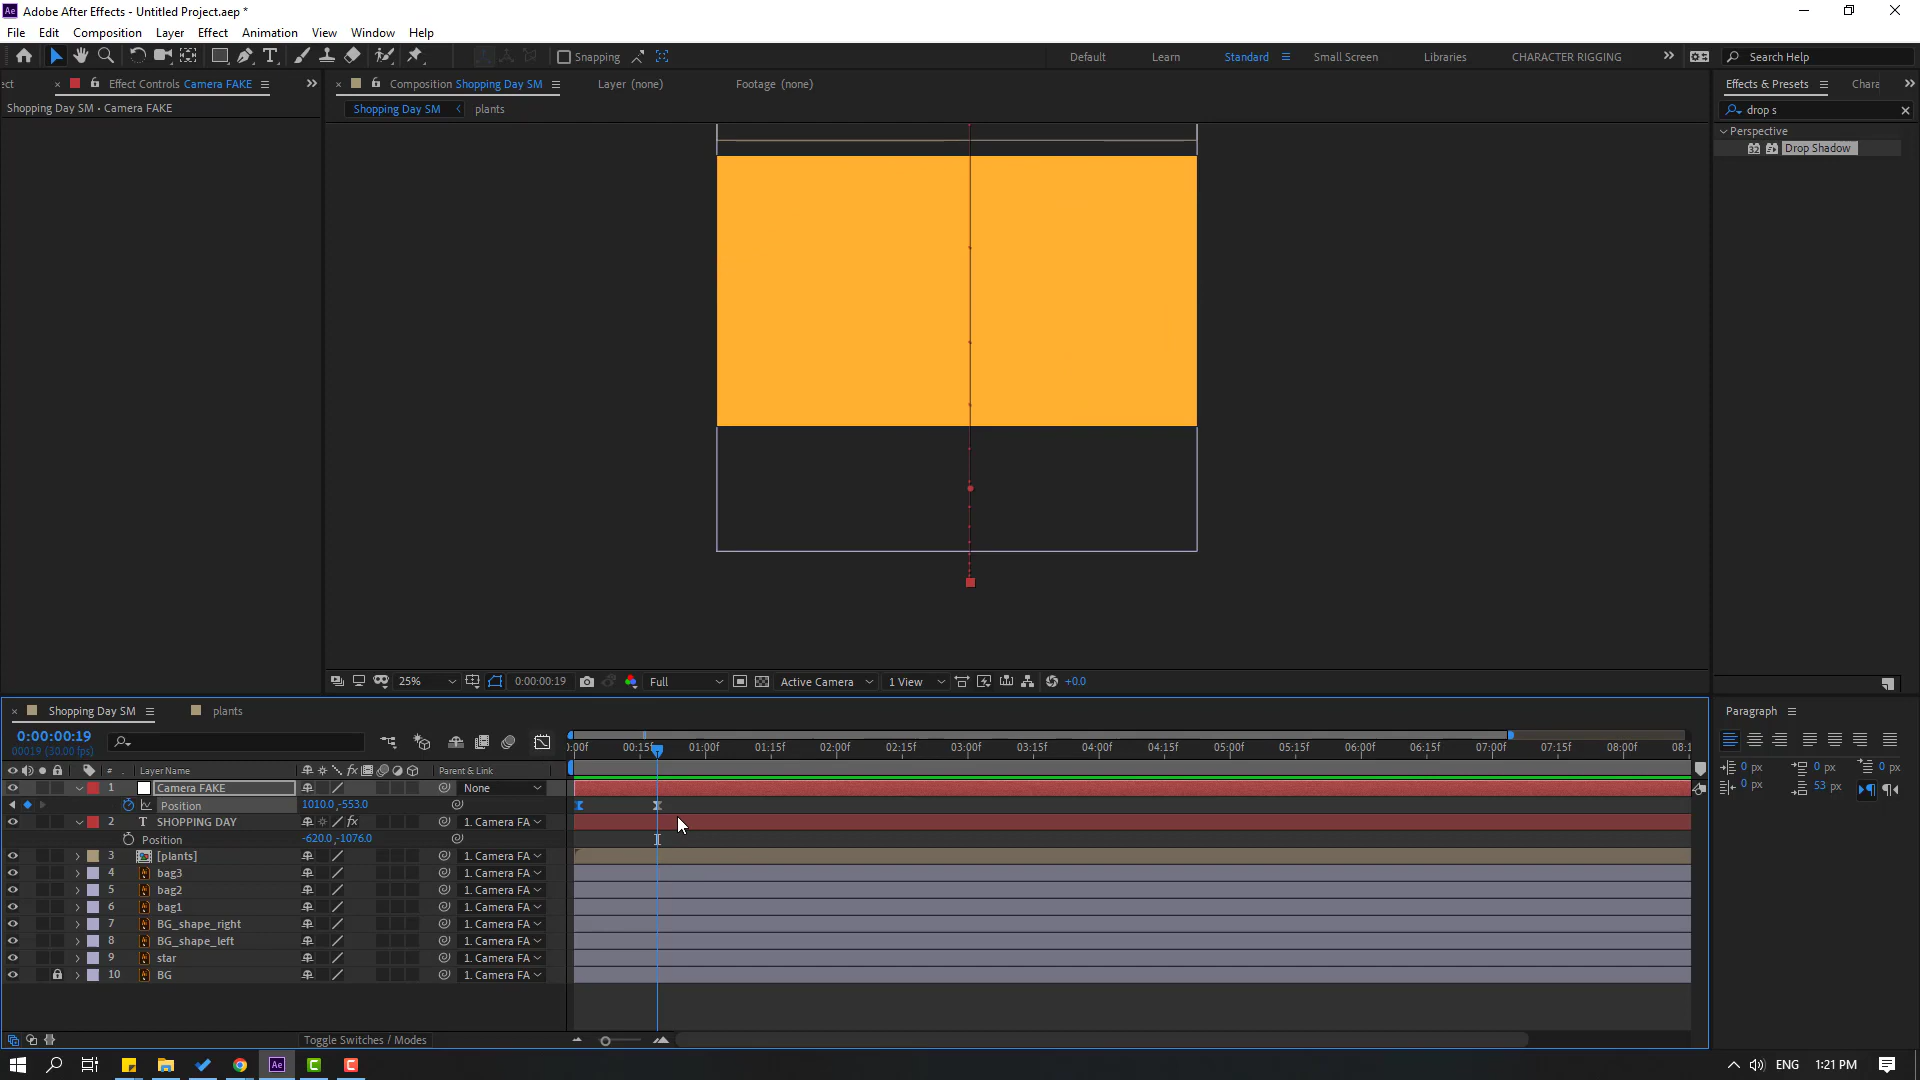 Adobe After Effects - Untitled Project.aep *
File Edit Composition Layer Effect Animation View Window Help
Snapping Default Learn Standard Small Screen Libraries CHARACTER RIGGING Search Help
ect Effect Controls Camera FAKE Composition Shopping Day SM Layer (none) Footage (none) Effects & Presets Chara
Shopping Day SM • Camera FAKE
Shopping Day SM plants
drop s
Perspective
Drop Shadow
25% 0:00:00:19 Full Active Camera 1 View +0.0
Shopping Day SM plants
Paragraph
0:00:00:19
00019 (30.00 fps)
):00f 00:15f 01:00f 01:15f 02:00f 02:15f 03:00f 03:15f 04:00f 04:15f 05:00f 05:15f 06:00f 06:15f 07:00f 07:15f 08:00f 08:1
0 px 0 px 0 px
0 px 53 px
# Layer Name Parent & Link
1 Camera FAKE None
Position 1010.0,-553.0
2 T SHOPPING DAY 1. Camera FA
Position -620.0,-1076.0
3 [plants] 1. Camera FA
4 bag3 1. Camera FA
5 bag2 1. Camera FA
6 bag1 1. Camera FA
7 BG_shape_right 1. Camera FA
8 BG_shape_left 1. Camera FA
9 star 1. Camera FA
10 BG 1. Camera FA
Toggle Switches / Modes
ENG 1:21 PM